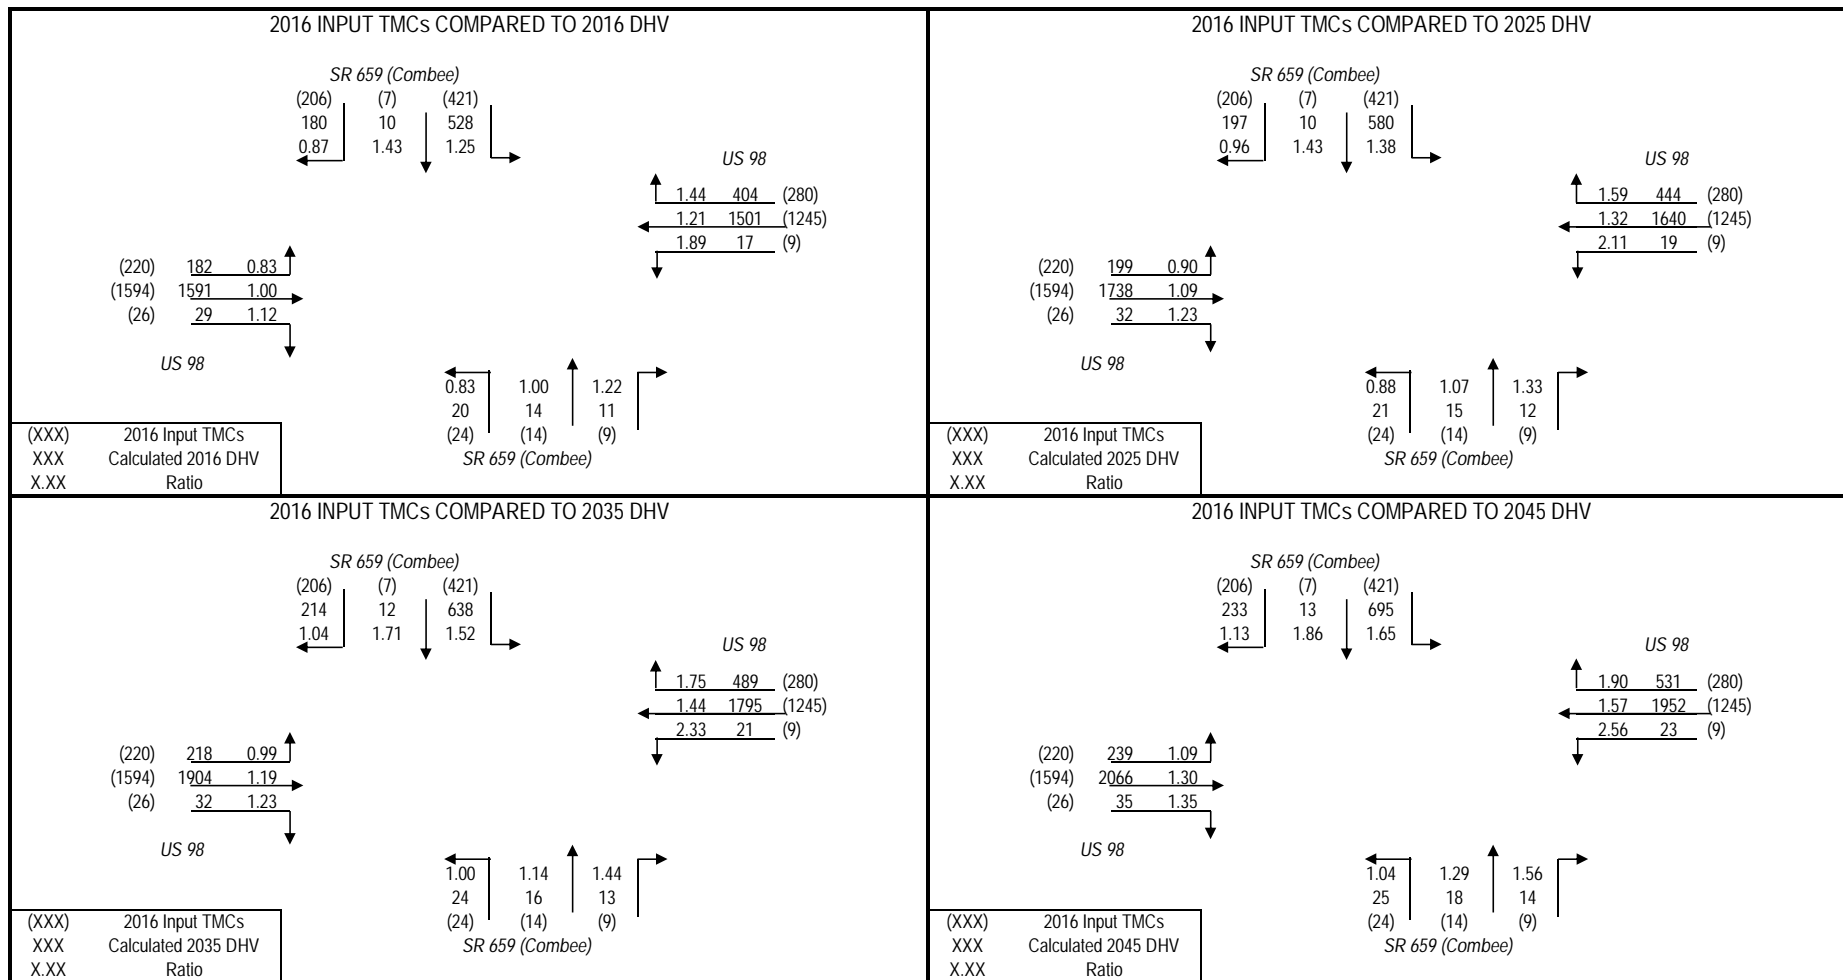 2016 INPUT TMCs COMPARED TO 2016 DHV
SR 659 (Combee)
(206) (7) (421)
180 10 528
0.87 1.43 1.25
US 98
1.44 404 (280)
1.21 1501 (1245)
1.89 17 (9)
(220) 182 0.83
(1594) 1591 1.00
(26) 29 1.12
US 98
0.83 1.00 1.22
20 14 11
(24) (14) (9)
SR 659 (Combee)
(XXX) 2016 Input TMCs
XXX Calculated 2016 DHV
X.XX Ratio
2016 INPUT TMCs COMPARED TO 2025 DHV
SR 659 (Combee)
(206) (7) (421)
197 10 580
0.96 1.43 1.38
US 98
1.59 444 (280)
1.32 1640 (1245)
2.11 19 (9)
(220) 199 0.90
(1594) 1738 1.09
(26) 32 1.23
US 98
0.88 1.07 1.33
21 15 12
(24) (14) (9)
SR 659 (Combee)
(XXX) 2016 Input TMCs
XXX Calculated 2025 DHV
X.XX Ratio
2016 INPUT TMCs COMPARED TO 2035 DHV
SR 659 (Combee)
(206) (7) (421)
214 12 638
1.04 1.71 1.52
US 98
1.75 489 (280)
1.44 1795 (1245)
2.33 21 (9)
(220) 218 0.99
(1594) 1904 1.19
(26) 32 1.23
US 98
1.00 1.14 1.44
24 16 13
(24) (14) (9)
SR 659 (Combee)
(XXX) 2016 Input TMCs
XXX Calculated 2035 DHV
X.XX Ratio
2016 INPUT TMCs COMPARED TO 2045 DHV
SR 659 (Combee)
(206) (7) (421)
233 13 695
1.13 1.86 1.65
US 98
1.90 531 (280)
1.57 1952 (1245)
2.56 23 (9)
(220) 239 1.09
(1594) 2066 1.30
(26) 35 1.35
US 98
1.04 1.29 1.56
25 18 14
(24) (14) (9)
SR 659 (Combee)
(XXX) 2016 Input TMCs
XXX Calculated 2045 DHV
X.XX Ratio